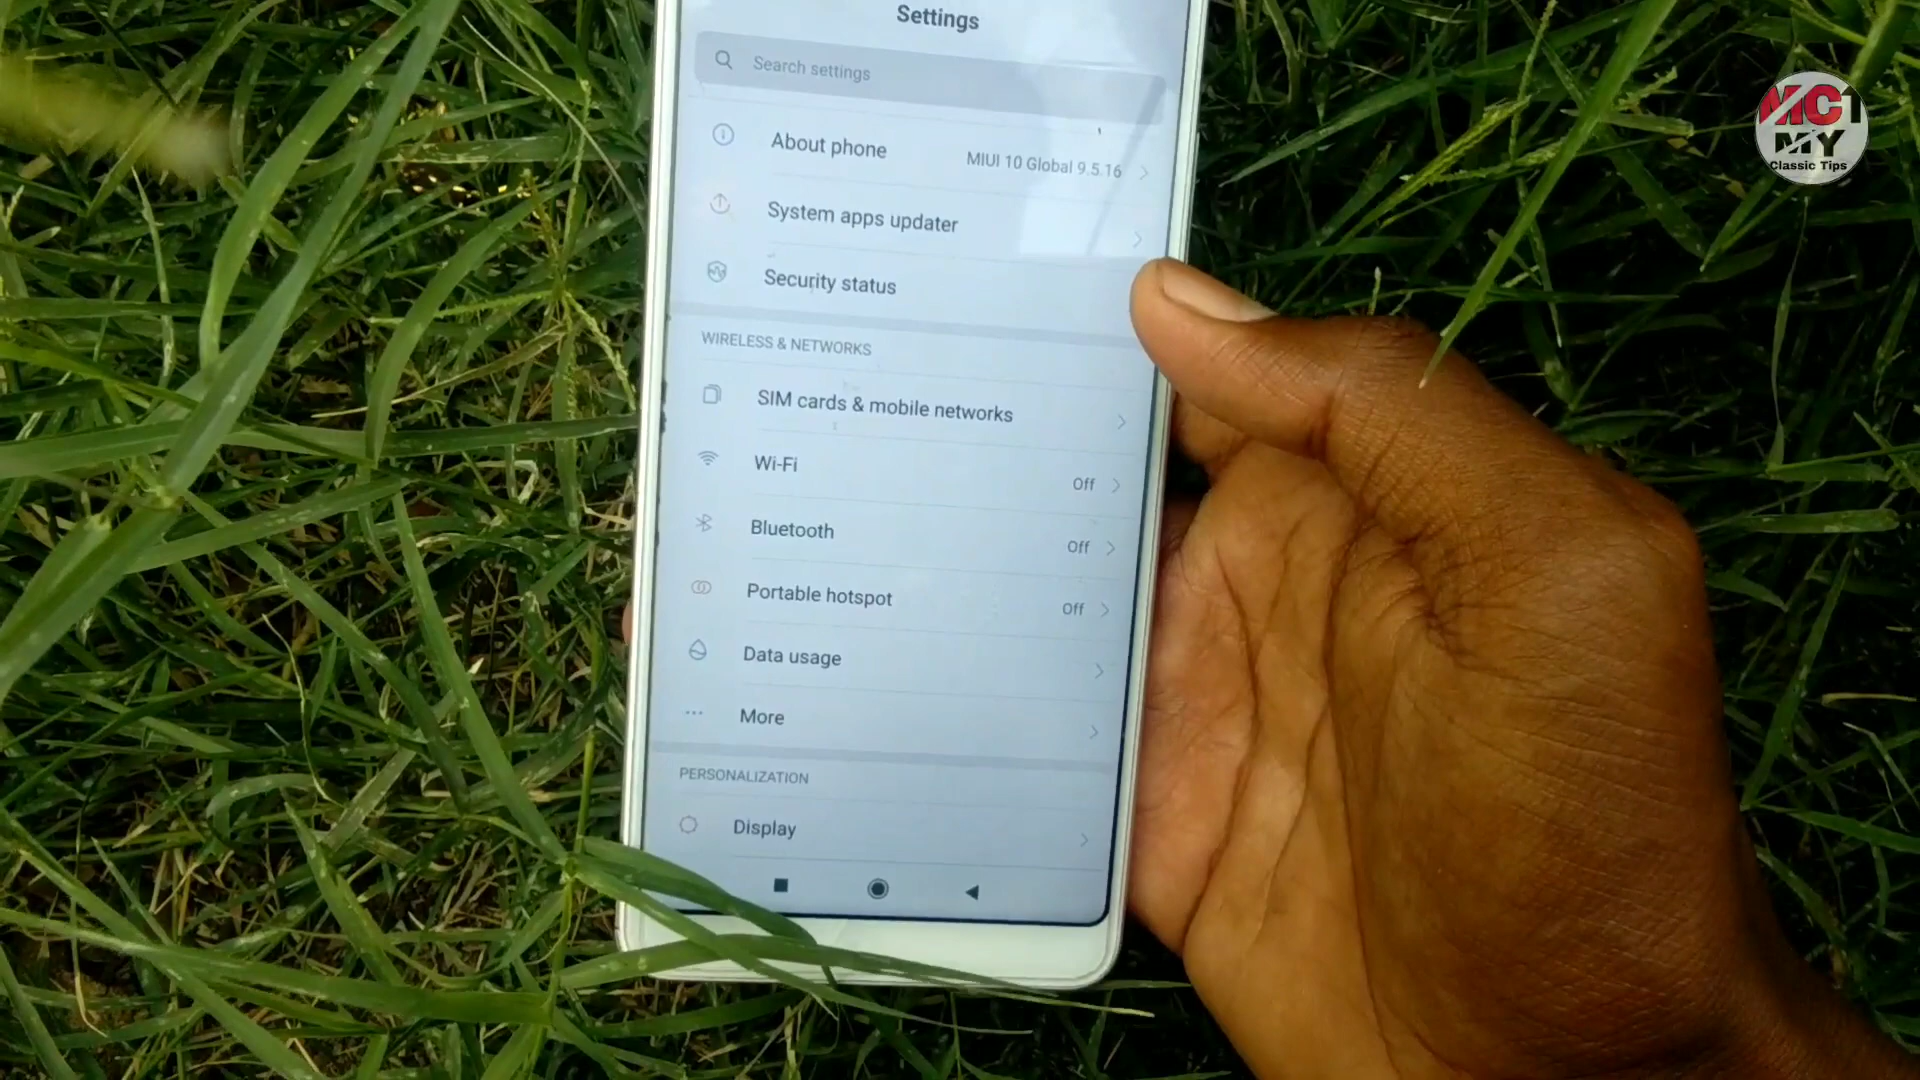 Settings
Search settings
About phone
MIUI 10 Global 9.5.16
System apps updater
Security status
WIRELESS & NETWORKS
SIM cards & mobile networks
Wi-Fi
Off
Bluetooth
Off
Portable hotspot
Off
Data usage
More
PERSONALIZATION
Display
MC1
MY
Classic Tips